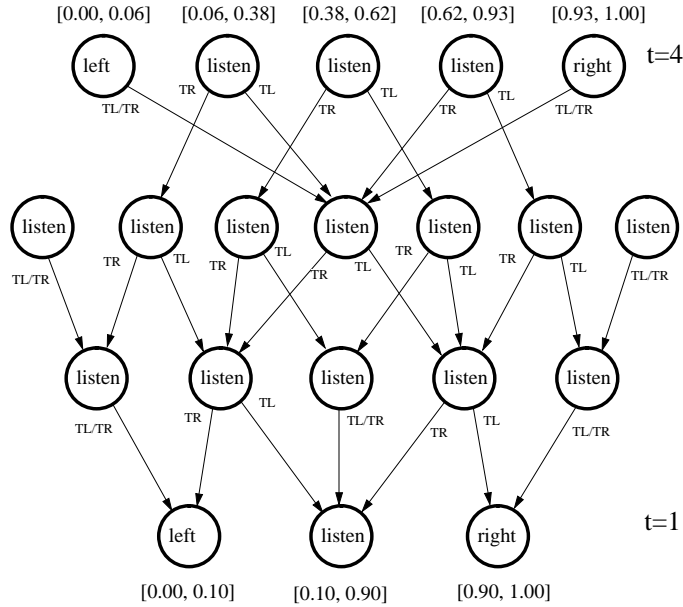 [0.00, 0.06] [0.06, 0.38] [0.38, 0.62] [0.62, 0.93] [0.93, 1.00]
left listen listen listen right t=4
TL/TR TR TL TR TL TR TL TL/TR
listen listen listen listen listen listen listen
TL/TR TR TL TR TL TR TL TR TL TR TL TL/TR
listen listen listen listen listen
TL/TR TR TL TL/TR TR TL TL/TR
left listen right t=1
[0.00, 0.10] [0.10, 0.90] [0.90, 1.00]